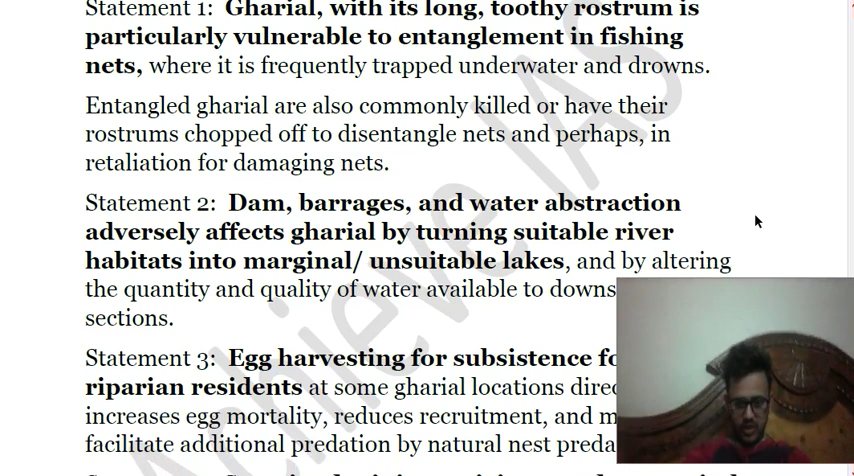 Statement 1: Gharial, with its long, toothy rostrum is
particularly vulnerable to entanglement in fishing
nets, where it is frequently trapped underwater and drowns.
Entangled gharial are also commonly killed or have their
rostrums chopped off to disentangle nets and perhaps, in
retaliation for damaging nets.
Statement 2: Dam, barrages, and water abstraction
adversely affects gharial by turning suitable river
habitats into marginal/ unsuitable lakes, and by altering
the quantity and quality of water available to downs
sections.
Statement 3: Egg harvesting for subsistence fo
riparian residents at some gharial locations direc
increases egg mortality, reduces recruitment, and m
facilitate additional predation by natural nest preda
Achieve IAS